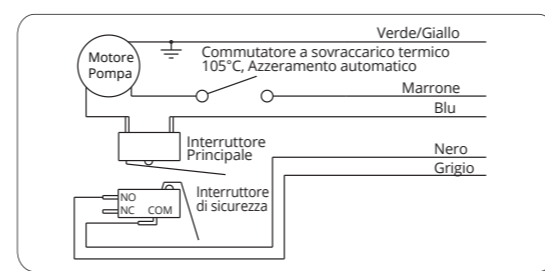 Verde/Giallo
Motore
Pompa
Commutatore a sovraccarico termico
105°C, Azzeramento automatico
Marrone
Blu
Interruttore
Principale
Nero
Grigio
Interruttore
di sicurezza
NO
NC COM